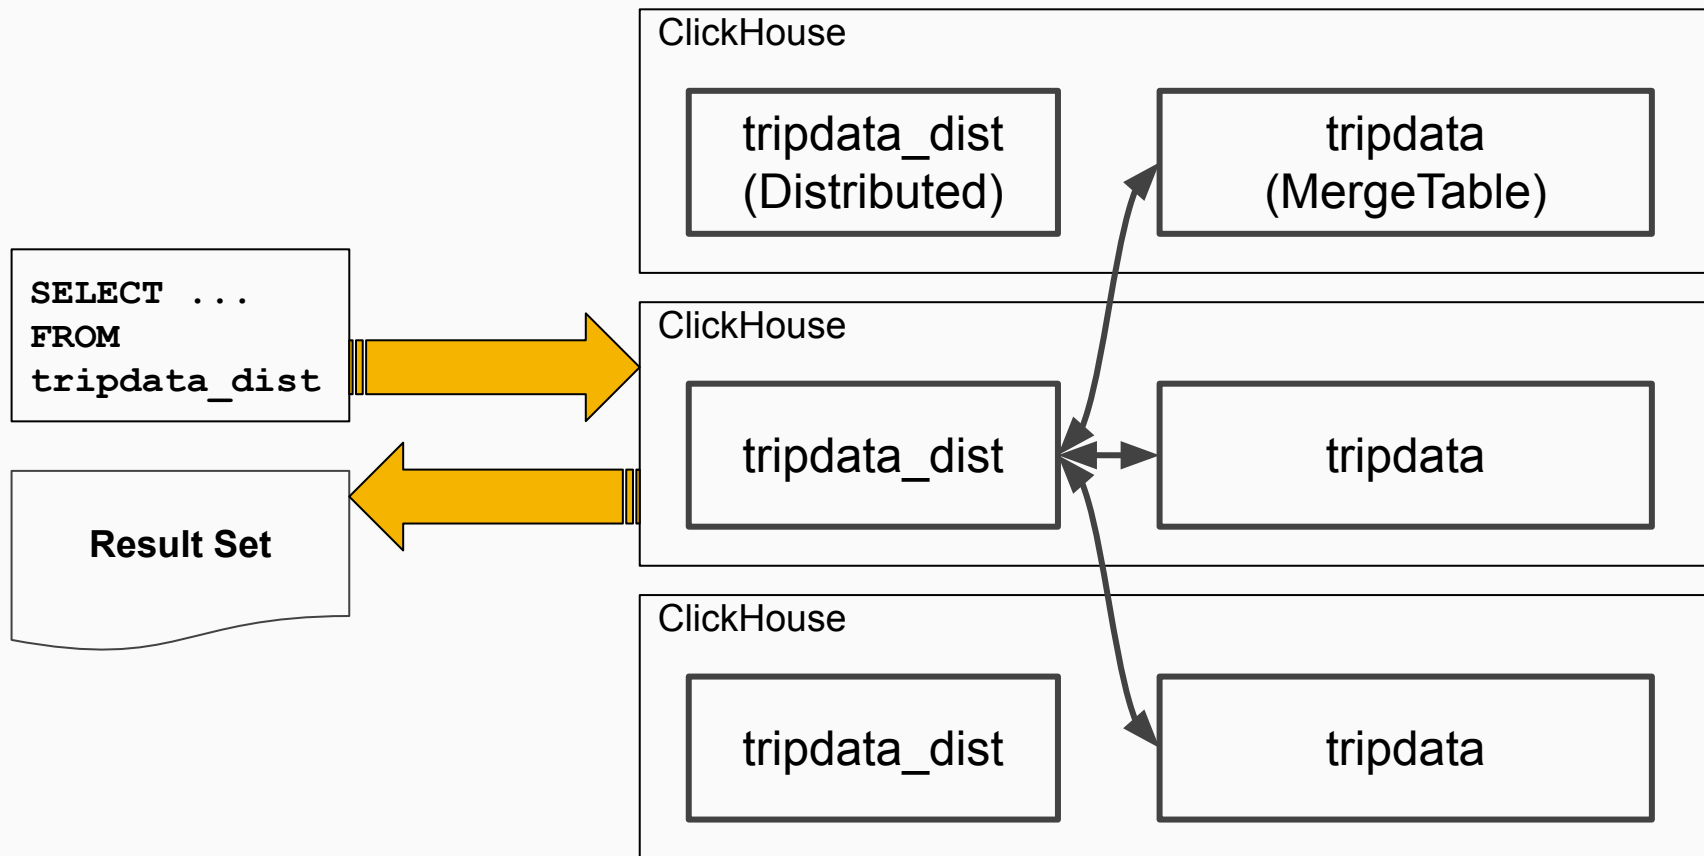 ClickHouse
tripdata_dist
(Distributed)
tripdata
(MergeTable)
SELECT ...
FROM
tripdata_dist
ClickHouse
tripdata_dist
tripdata
Result Set
ClickHouse
tripdata_dist
tripdata